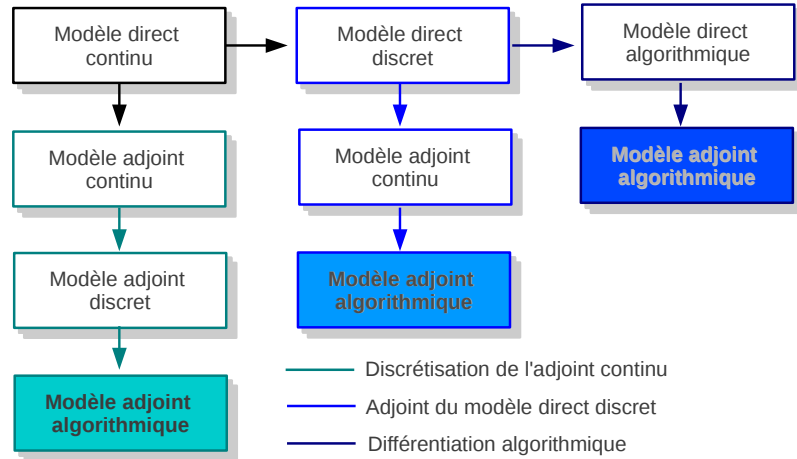 Modèle direct
continu
Modèle direct
discret
Modèle direct
algorithmique
Modèle adjoint
continu
Modèle adjoint
continu
Modèle adjoint
algorithmique
Modèle adjoint
discret
Modèle adjoint
algorithmique
Modèle adjoint
algorithmique
Discrétisation de l'adjoint continu
Adjoint du modèle direct discret
Différentiation algorithmique